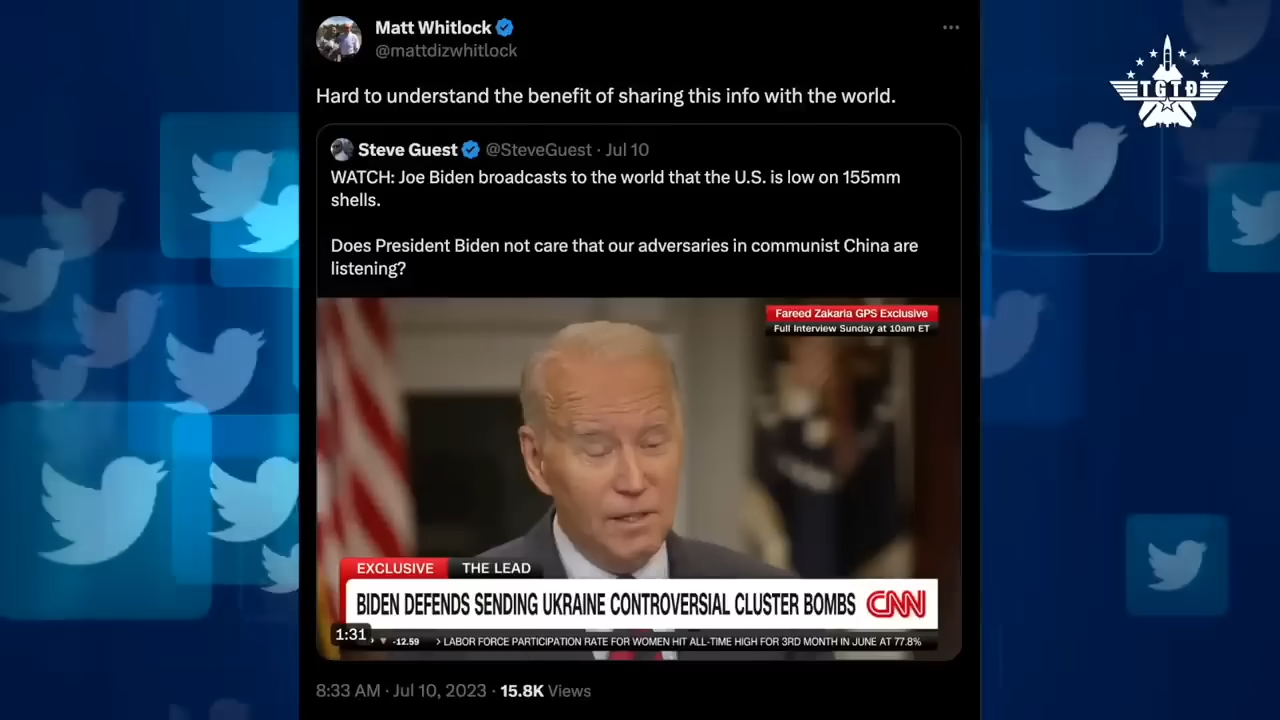 Matt Whitlock
@mattdizwhitlock
TGTĐ
Hard to understand the benefit of sharing this info with the world.
Steve Guest @SteveGuest · Jul 10
WATCH: Joe Biden broadcasts to the world that the U.S. is low on 155mm
shells.
Does President Biden not care that our adversaries in communist China are
listening?
Fareed Zakaria GPS Exclusive
Full Interview Sunday at 10am ET
EXCLUSIVE THE LEAD
BIDEN DEFENDS SENDING UKRAINE CONTROVERSIAL CLUSTER BOMBS CNN
1:31 -12.59 LABOR FORCE PARTICIPATION RATE FOR WOMEN HIT ALL-TIME HIGH FOR 3RD MONTH IN JUNE AT 77.8%
8:33 AM · Jul 10, 2023 · 15.8K Views